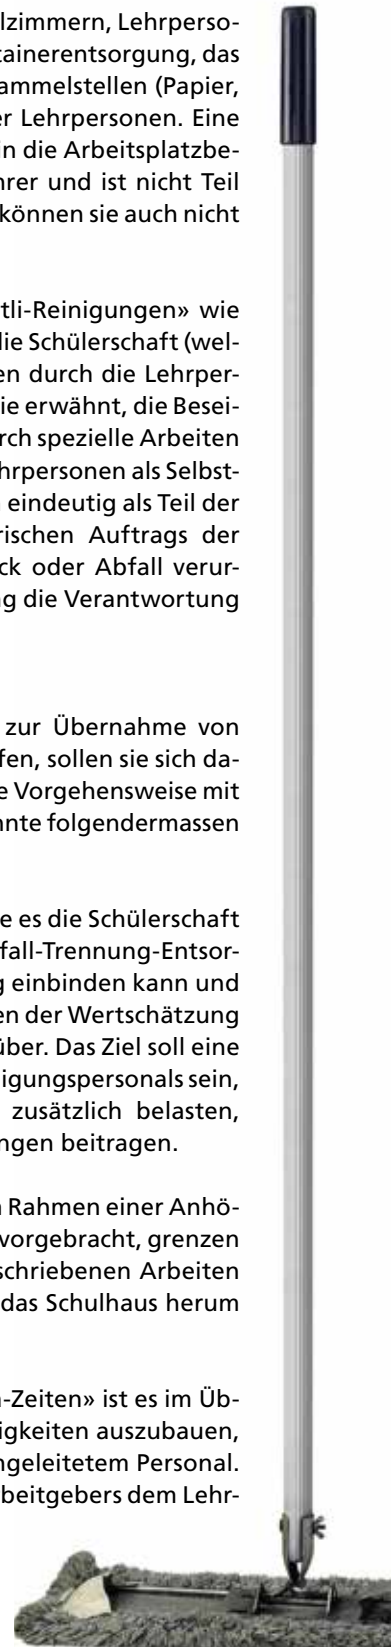 lzimmern, Lehrperso-
tainerentsorgung, das
ammelstellen (Papier,
er Lehrpersonen. Eine
in die Arbeitsplatzbe-
hrer und ist nicht Teil
können sie auch nicht
tli-Reinigungen» wie
die Schülerschaft (wel-
en durch die Lehrper-
ie erwähnt, die Besei-
rch spezielle Arbeiten
hrpersonen als Selbst-
eindeutig als Teil der
rischen Auftrags der
ck oder Abfall verur-
ng die Verantwortung
zur Übernahme von
fen, sollen sie sich da-
e Vorgehensweise mit
nnte folgendermassen
e es die Schülerschaft
fall-Trennung-Entsor-
g einbinden kann und
en der Wertschätzung
über. Das Ziel soll eine
igungspersonals sein,
zusätzlich belasten,
ngen beitragen.
n Rahmen einer Anhö-
vorgebracht, grenzen
schriebenen Arbeiten
das Schulhaus herum
-Zeiten» ist es im Üb-
igkeiten auszubauen,
ngeleitetem Personal.
beitgebers dem Lehr-